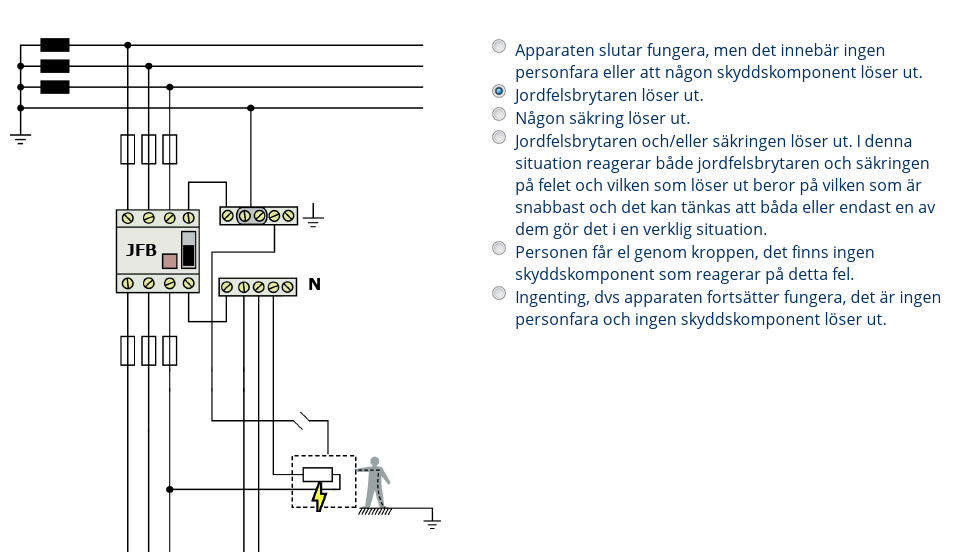 Apparaten slutar fungera, men det innebär ingen
personfara eller att någon skyddskomponent löser ut.
Jordfelsbrytaren löser ut.
Någon säkring löser ut.
Jordfelsbrytaren och/eller säkringen löser ut. I denna
situation reagerar både jordfelsbrytaren och säkringen
på felet och vilken som löser ut beror på vilken som är
snabbast och det kan tänkas att båda eller endast en av
dem gör det i en verklig situation.
Personen får el genom kroppen, det finns ingen
skyddskomponent som reagerar på detta fel.
Ingenting, dvs apparaten fortsätter fungera, det är ingen
personfara och ingen skyddskomponent löser ut.
JFB
N